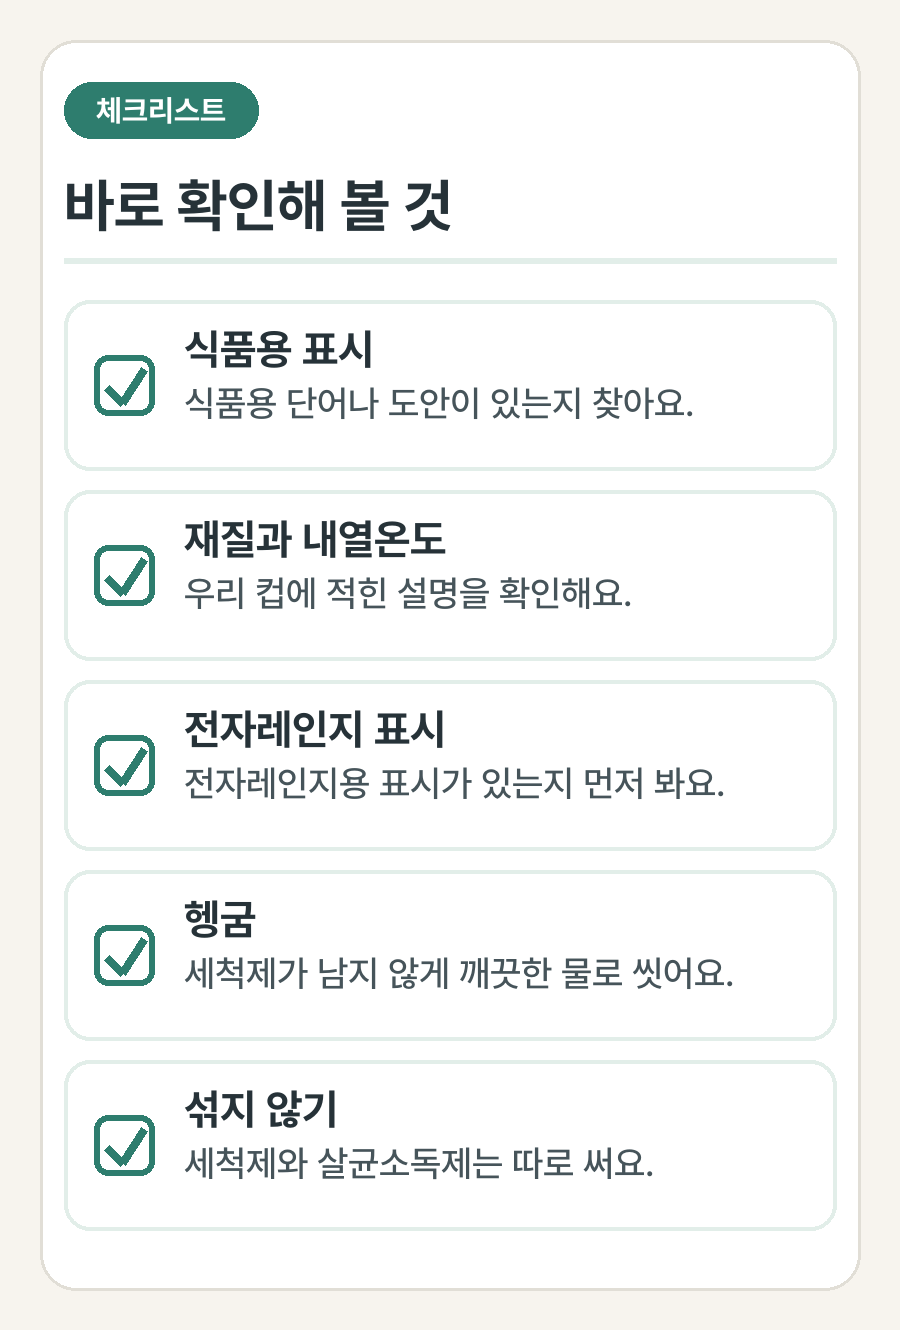 체크리스트
바로 확인해 볼 것
식품용 표시
식품용 단어나 도안이 있는지 찾아요.
재질과 내열온도
우리 컵에 적힌 설명을 확인해요.
전자레인지 표시
전자레인지용 표시가 있는지 먼저 봐요.
헹굼
세척제가 남지 않게 깨끗한 물로 씻어요.
섞지 않기
세척제와 살균소독제는 따로 써요.